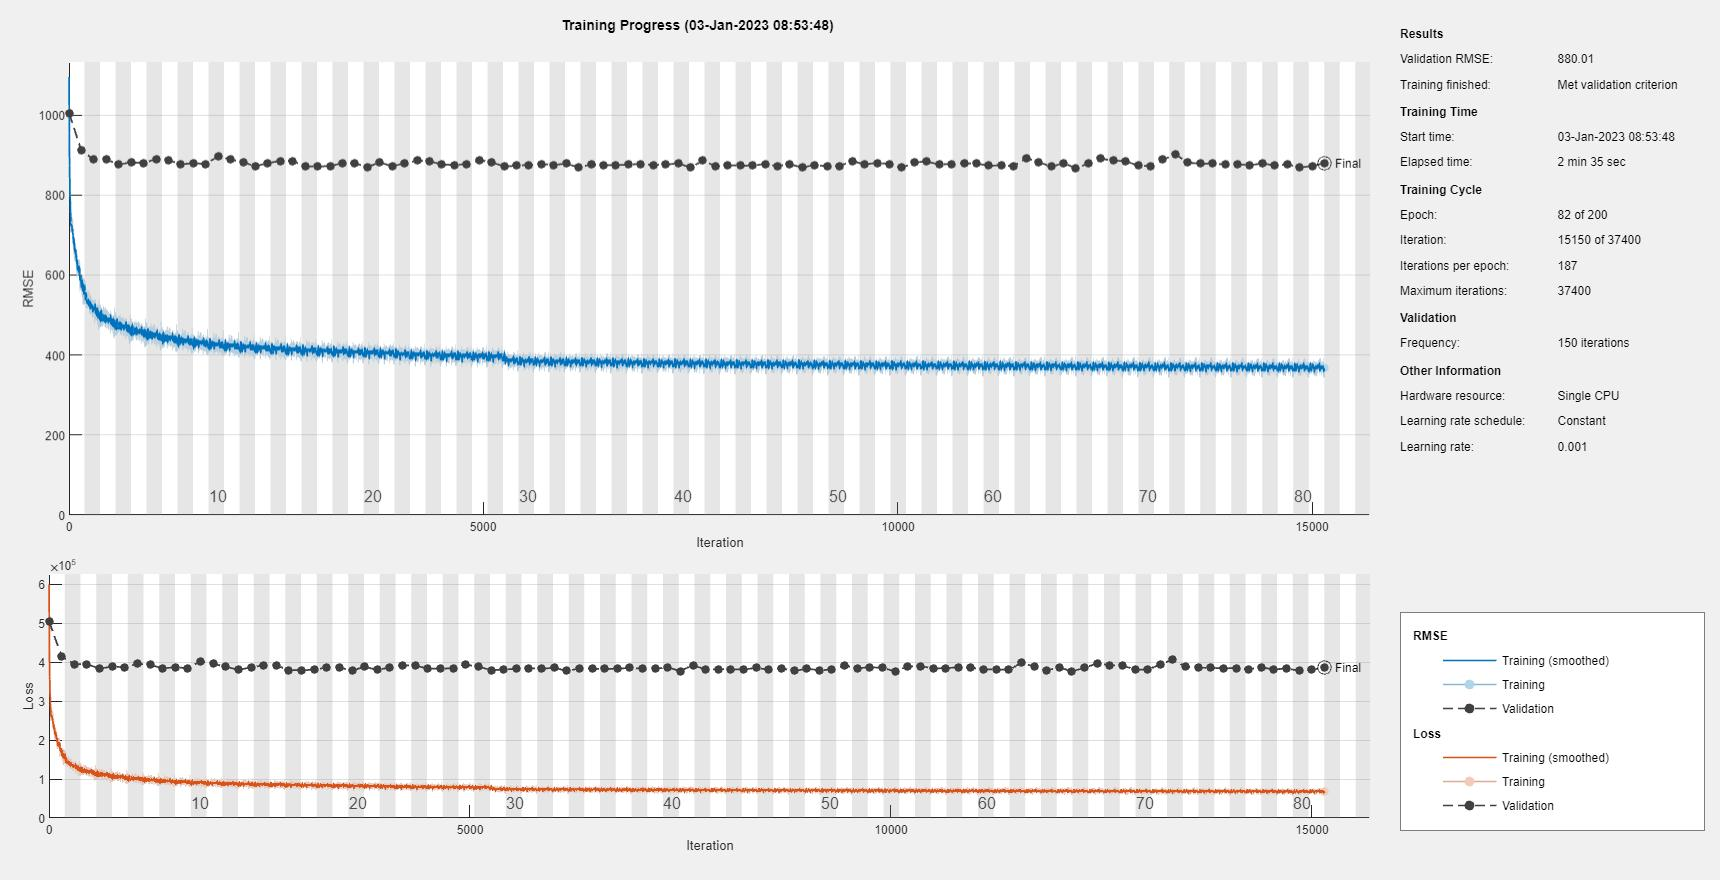 Training Progress (03-Jan-2023 08:53:48)
1000
800
600
400
200
0
RMSE
10 20 30 40 50 60 70 80
0 5000 10000 15000
Iteration
Final
×10⁵
6
5
4
3
2
1
0
Loss
10 20 30 40 50 60 70 80
0 5000 10000 15000
Iteration
Final
Results
Validation RMSE: 880.01
Training finished: Met validation criterion
Training Time
Start time: 03-Jan-2023 08:53:48
Elapsed time: 2 min 35 sec
Training Cycle
Epoch: 82 of 200
Iteration: 15150 of 37400
Iterations per epoch: 187
Maximum iterations: 37400
Validation
Frequency: 150 iterations
Other Information
Hardware resource: Single CPU
Learning rate schedule: Constant
Learning rate: 0.001
RMSE
Training (smoothed)
Training
Validation
Loss
Training (smoothed)
Training
Validation